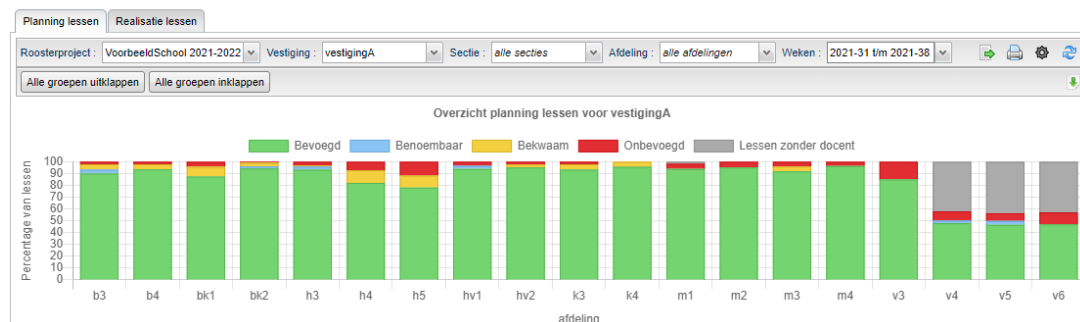 Planning lessen Realisatie lessen
Roosterproject : VoorbeeldSchool 2021-2022 Vestiging : vestigingA Sectie : alle secties Afdeling : alle afdelingen Weken : 2021-31 t/m 2021-38
Alle groepen uitklappen Alle groepen inklappen
Overzicht planning lessen voor vestigingA
Bevoegd Benoembaar Bekwaam Onbevoegd Lessen zonder docent
Percentage van lessen
100
90
80
70
60
50
40
30
20
10
0
b3 b4 bk1 bk2 h3 h4 h5 hv1 hv2 k3 k4 m1 m2 m3 m4 v3 v4 v5 v6
afdeling